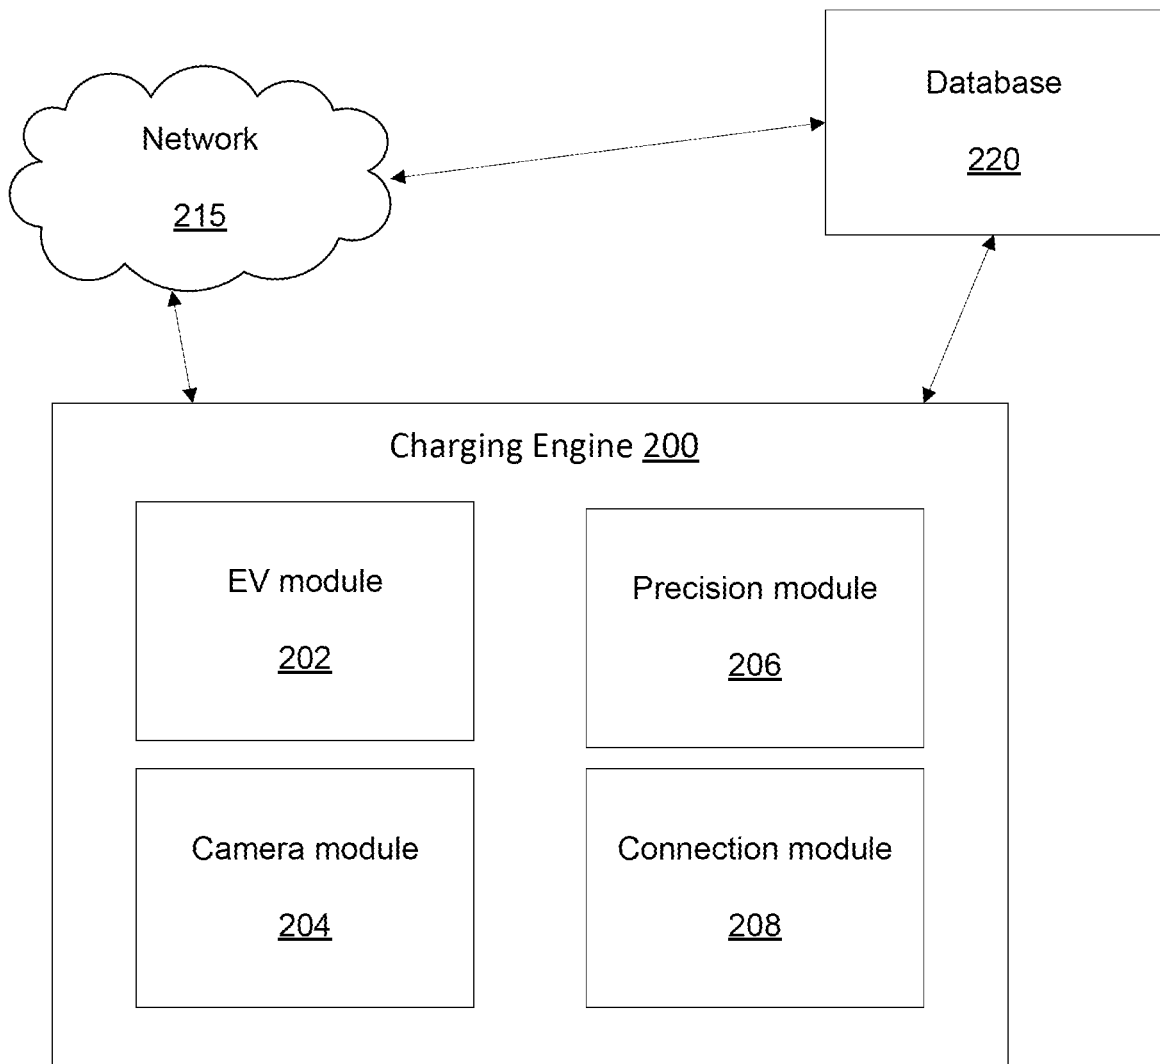 Network
215
Database
220
Charging Engine 200
EV module
202
Precision module
206
Camera module
204
Connection module
208